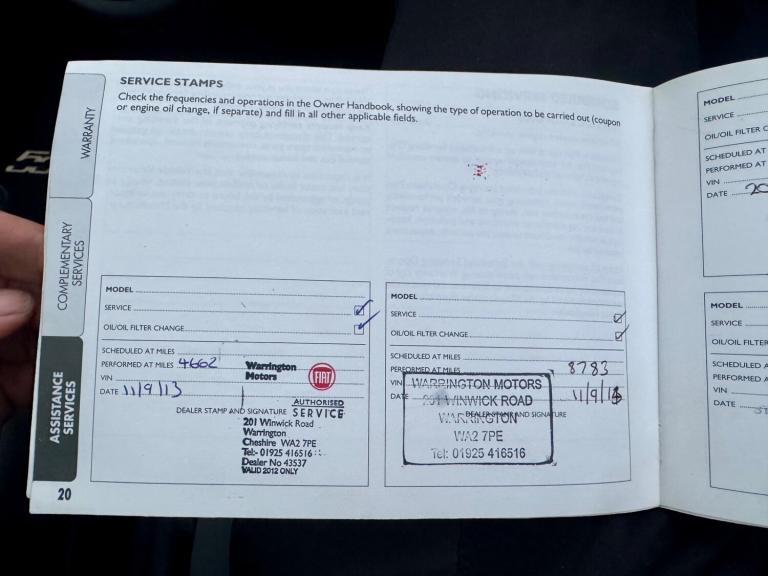 SERVICE STAMPS
Check the frequencies and operations in the Owner Handbook, showing the type of operation to be carried out (coupon
or engine oil change, if separate) and fill in all other applicable fields.
WARRANTY
COMPLEMENTARY
SERVICES
ASSISTANCE
SERVICES
MODEL
SERVICE
OIL/OIL FILTER CHANGE
SCHEDULED AT MILES
PERFORMED AT MILES 4662
VIN
DATE 11/9/13
Warrington
Motors
FIAT
AUTHORISED
SERVICE
DEALER STAMP AND SIGNATURE
201 Winwick Road
Warrington
Cheshire WA2 7PE
Tel:- 01925 416516
Dealer No 43537
VALID 2012 ONLY
20
MODEL
SERVICE
OIL/OIL FILTER CHANGE
SCHEDULED AT MILES
PERFORMED AT MILES 8783
VIN
DATE 11/9/
DEALER STAMP AND SIGNATURE
WARRINGTON MOTORS
201 WINWICK ROAD
WARRINGTON
WA2 7PE
Tel: 01925 416516
MODEL
SERVICE
OIL/OIL FILTER C
SCHEDULED AT
PERFORMED AT
VIN
DATE 20
MODEL
SERVICE
OIL/OIL FILTER
SCHEDULED A
PERFORMED A
VIN
DATE